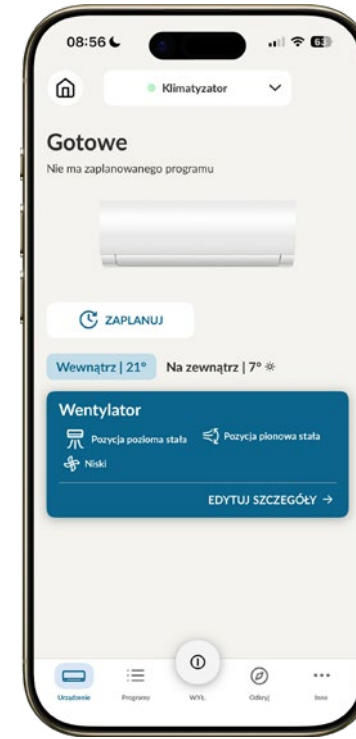 08:56
63
Klimatyzator
Gotowe
Nie ma zaplanowanego programu
ZAPLANUJ
Wewnątrz | 21° Na zewnątrz | 7°
Wentylator
Pozycja pozioma stała Pozycja pionowa stała
Niski
EDYTUJ SZCZEGÓŁY →
Urządzenie Programy WYŁ. Odkryj Inne